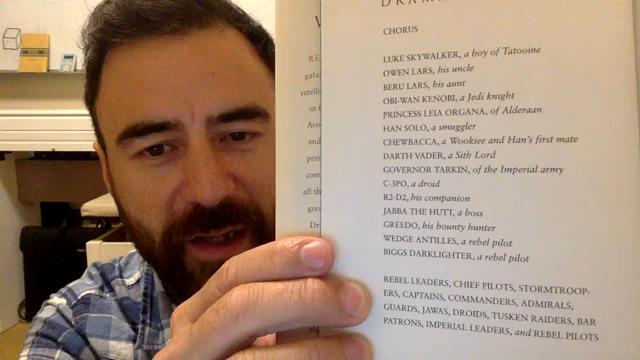 DRAM
CHORUS
LUKE SKYWALKER, a boy of Tatooine
OWEN LARS, his uncle
BERU LARS, his aunt
OBI-WAN KENOBI, a Jedi knight
PRINCESS LEIA ORGANA, of Alderaan
HAN SOLO, a smuggler
CHEWBACCA, a Wookiee and Han's first mate
DARTH VADER, a Sith Lord
GOVERNOR TARKIN, of the Imperial army
C-3PO, a droid
R2-D2, his companion
JABBA THE HUTT, a boss
GREEDO, his bounty hunter
WEDGE ANTILLES, a rebel pilot
BIGGS DARKLIGHTER, a rebel pilot
REBEL LEADERS, CHIEF PILOTS, STORMTROOP-
ERS, CAPTAINS, COMMANDERS, ADMIRALS,
GUARDS, JAWAS, DROIDS, TUSKEN RAIDERS, BAR
PATRONS, IMPERIAL LEADERS, and REBEL PILOTS